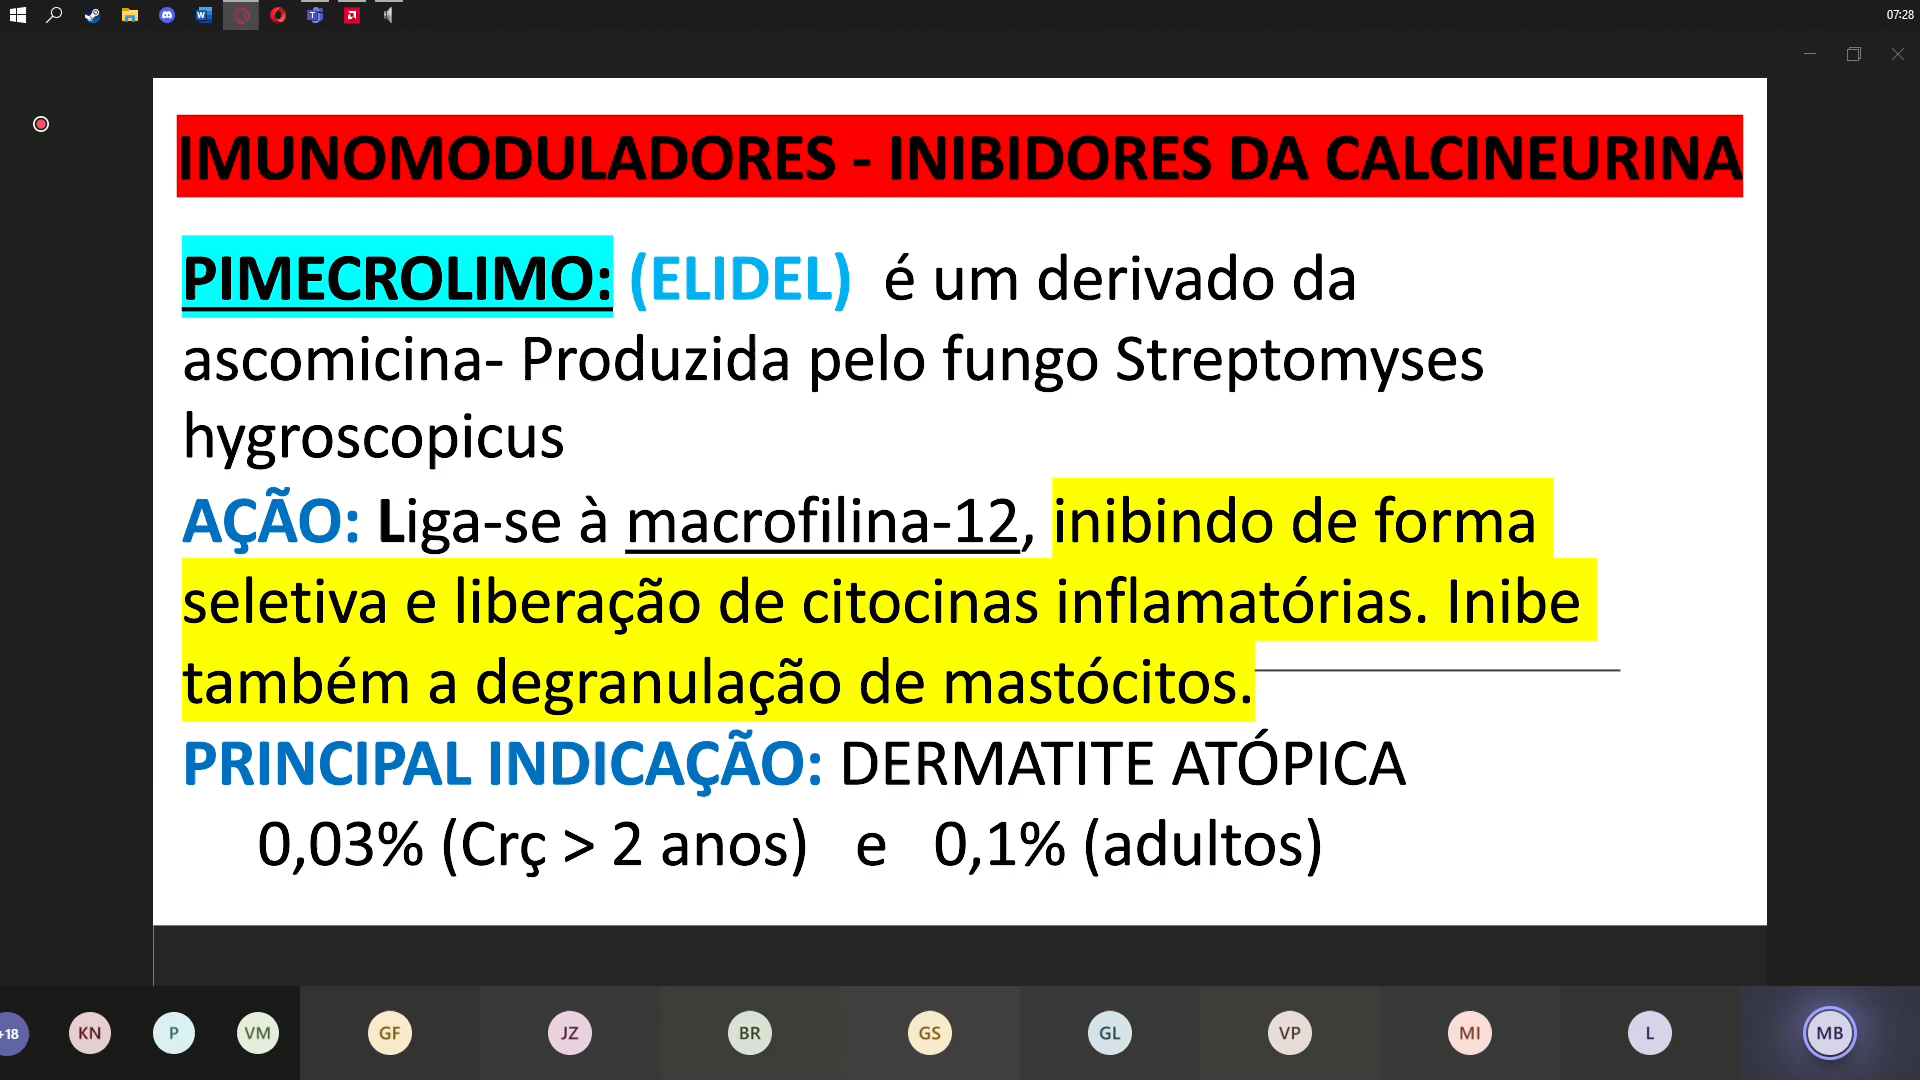 07:28
IMUNOMODULADORES - INIBIDORES DA CALCINEURINA
PIMECROLIMO: (ELIDEL) é um derivado da
ascomicina- Produzida pelo fungo Streptomyses
hygroscopicus
AÇÃO: Liga-se à macrofilina-12, inibindo de forma
seletiva e liberação de citocinas inflamatórias. Inibe
também a degranulação de mastócitos.
PRINCIPAL INDICAÇÃO: DERMATITE ATÓPICA
0,03% (Crç > 2 anos) e 0,1% (adultos)
+18 KN P VM GF JZ BR GS GL VP MI L MB